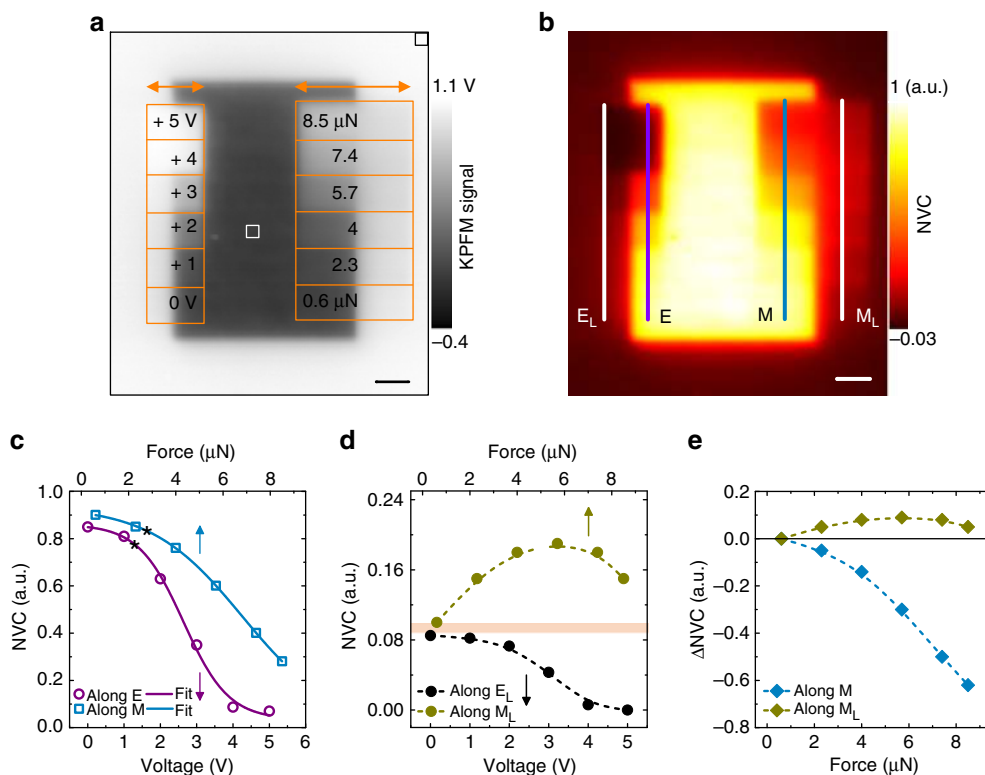 a
+ 5 V
+ 4
+ 3
+ 2
+ 1
0 V
8.5 μN
7.4
5.7
4
2.3
0.6 μN
1.1 V
KPFM signal
–0.4
b
E_L
E
M
M_L
1 (a.u.)
NVC
–0.03
c
Force (μN)
0 2 4 6 8
1.0
0.8
0.6
0.4
0.2
0.0
NVC (a.u.)
* *
Along E Fit
Along M Fit
0 1 2 3 4 5 6
Voltage (V)
d
Force (μN)
0 2 4 6 8
0.24
0.16
0.08
0.00
NVC (a.u.)
Along E_L
Along M_L
0 1 2 3 4 5
Voltage (V)
e
0.2
0.0
–0.2
–0.4
–0.6
–0.8
ΔNVC (a.u.)
Along M
Along M_L
0 2 4 6 8
Force (μN)